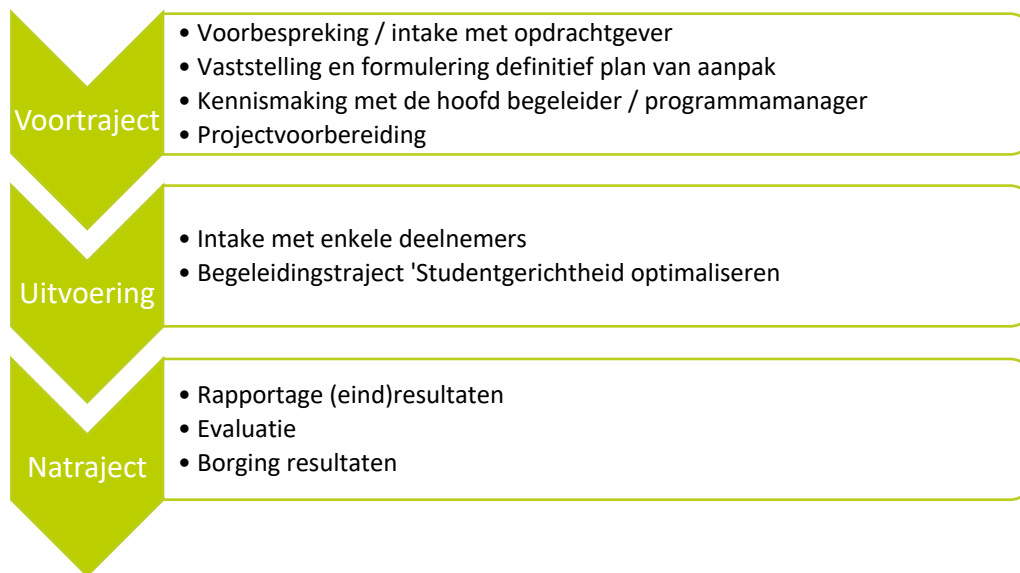 Voortraject
• Voorbespreking / intake met opdrachtgever
• Vaststelling en formulering definitief plan van aanpak
• Kennismaking met de hoofd begeleider / programmamanager
• Projectvoorbereiding
Uitvoering
• Intake met enkele deelnemers
• Begeleidingstraject 'Studentgerichtheid optimaliseren
Natraject
• Rapportage (eind)resultaten
• Evaluatie
• Borging resultaten